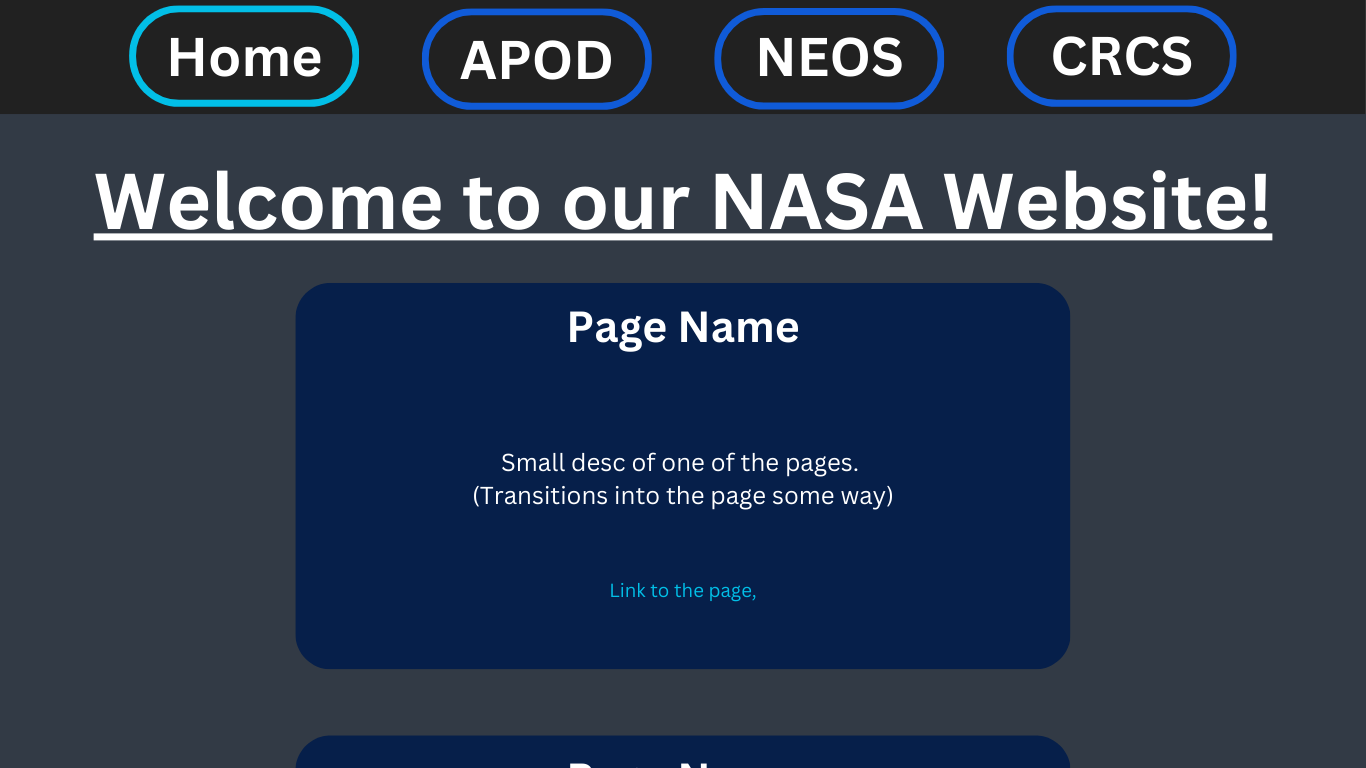 Home APOD NEOS CRCS
Welcome to our NASA Website!
Page Name
Small desc of one of the pages.
(Transitions into the page some way)
Link to the page,